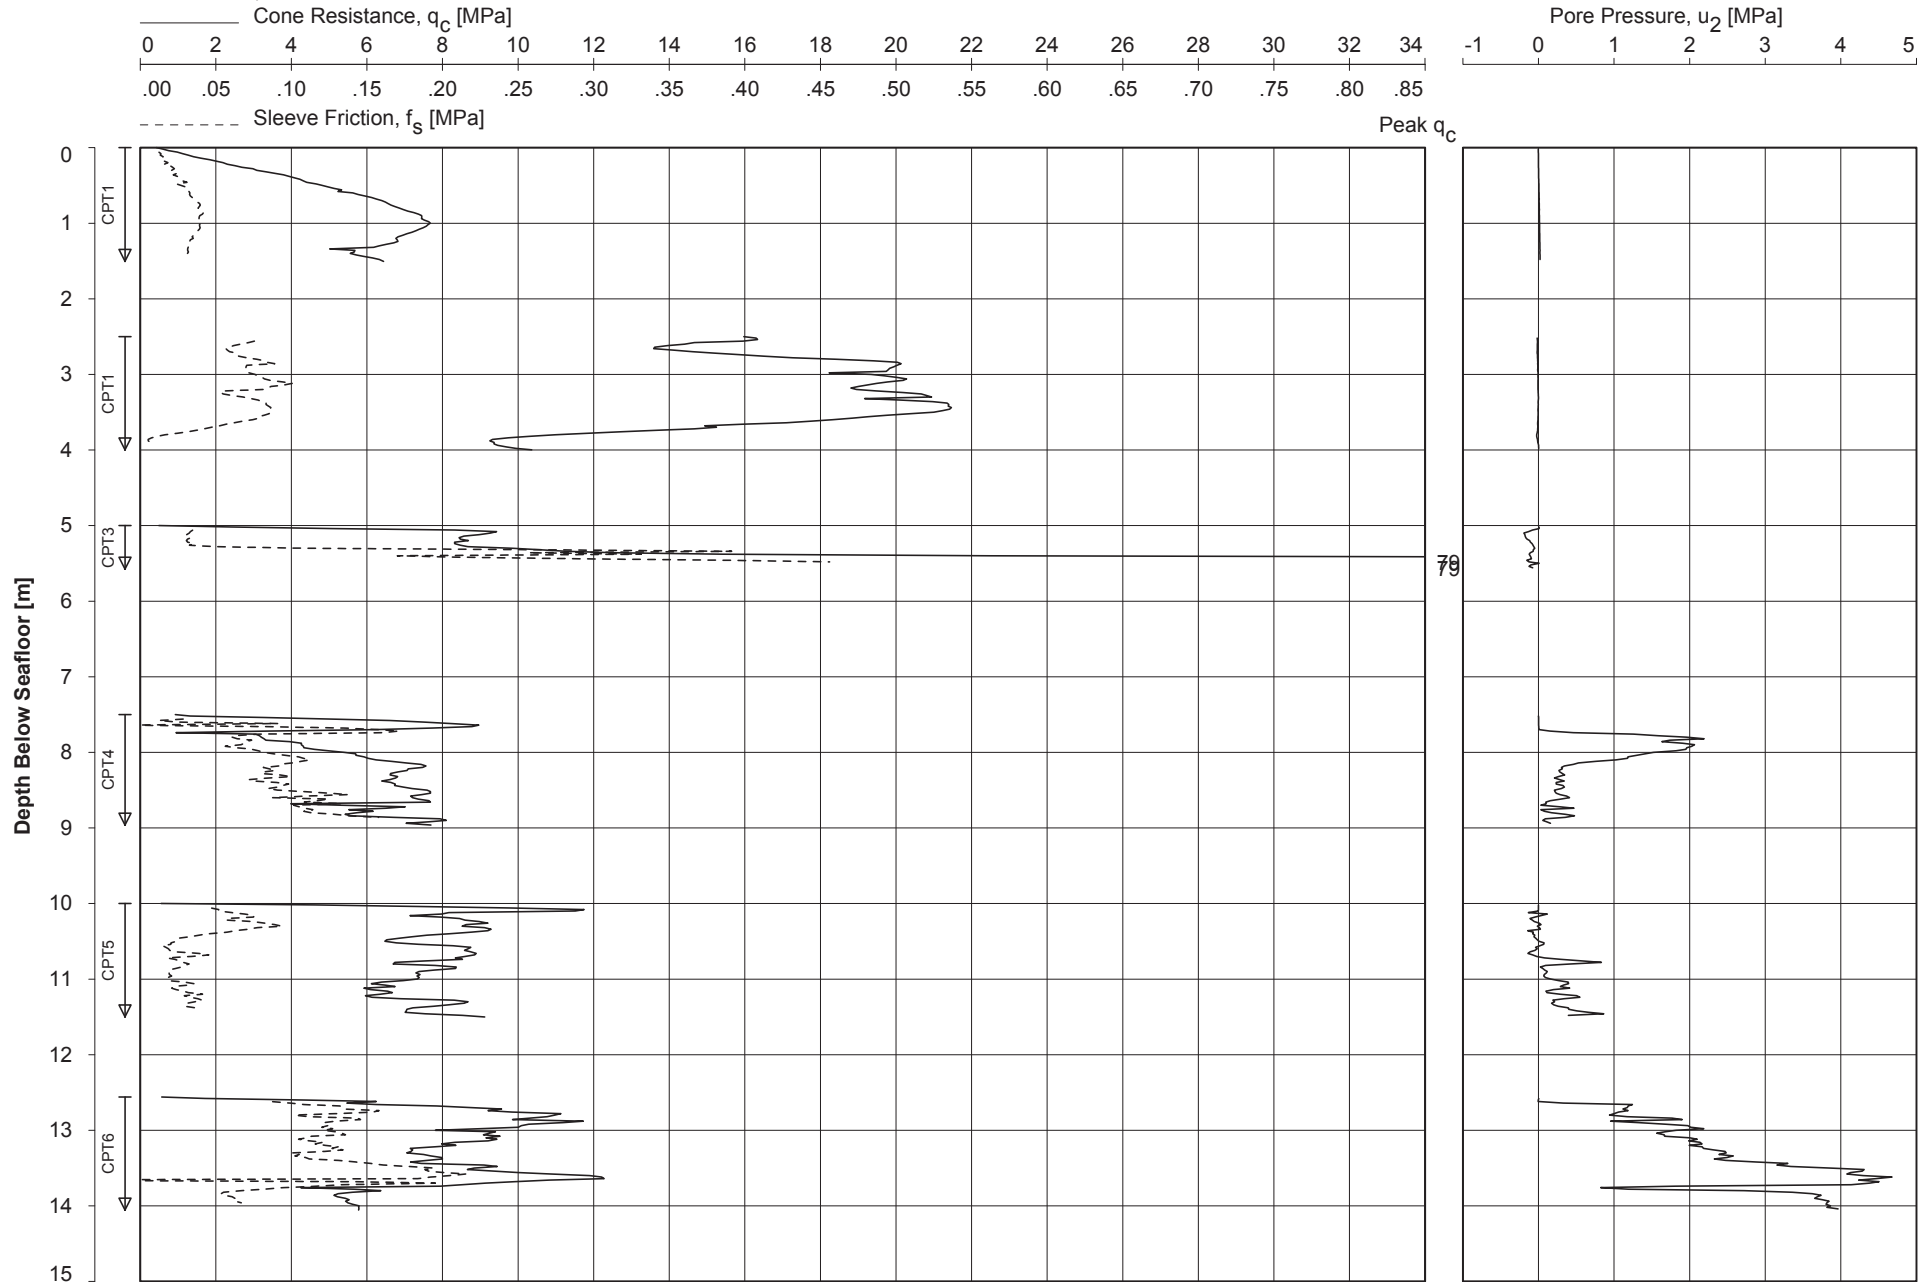 Cone Resistance, qc [MPa]
0 2 4 6 8 10 12 14 16 18 20 22 24 26 28 30 32 34
.00 .05 .10 .15 .20 .25 .30 .35 .40 .45 .50 .55 .60 .65 .70 .75 .80 .85
Sleeve Friction, fs [MPa]
Peak qc
Pore Pressure, u2 [MPa]
-1 0 1 2 3 4 5
Depth Below Seafloor [m]
0
1
2
3
4
5
6
7
8
9
10
11
12
13
14
15
CPT1
CPT1
CPT3
CPT4
CPT5
CPT6
79
79